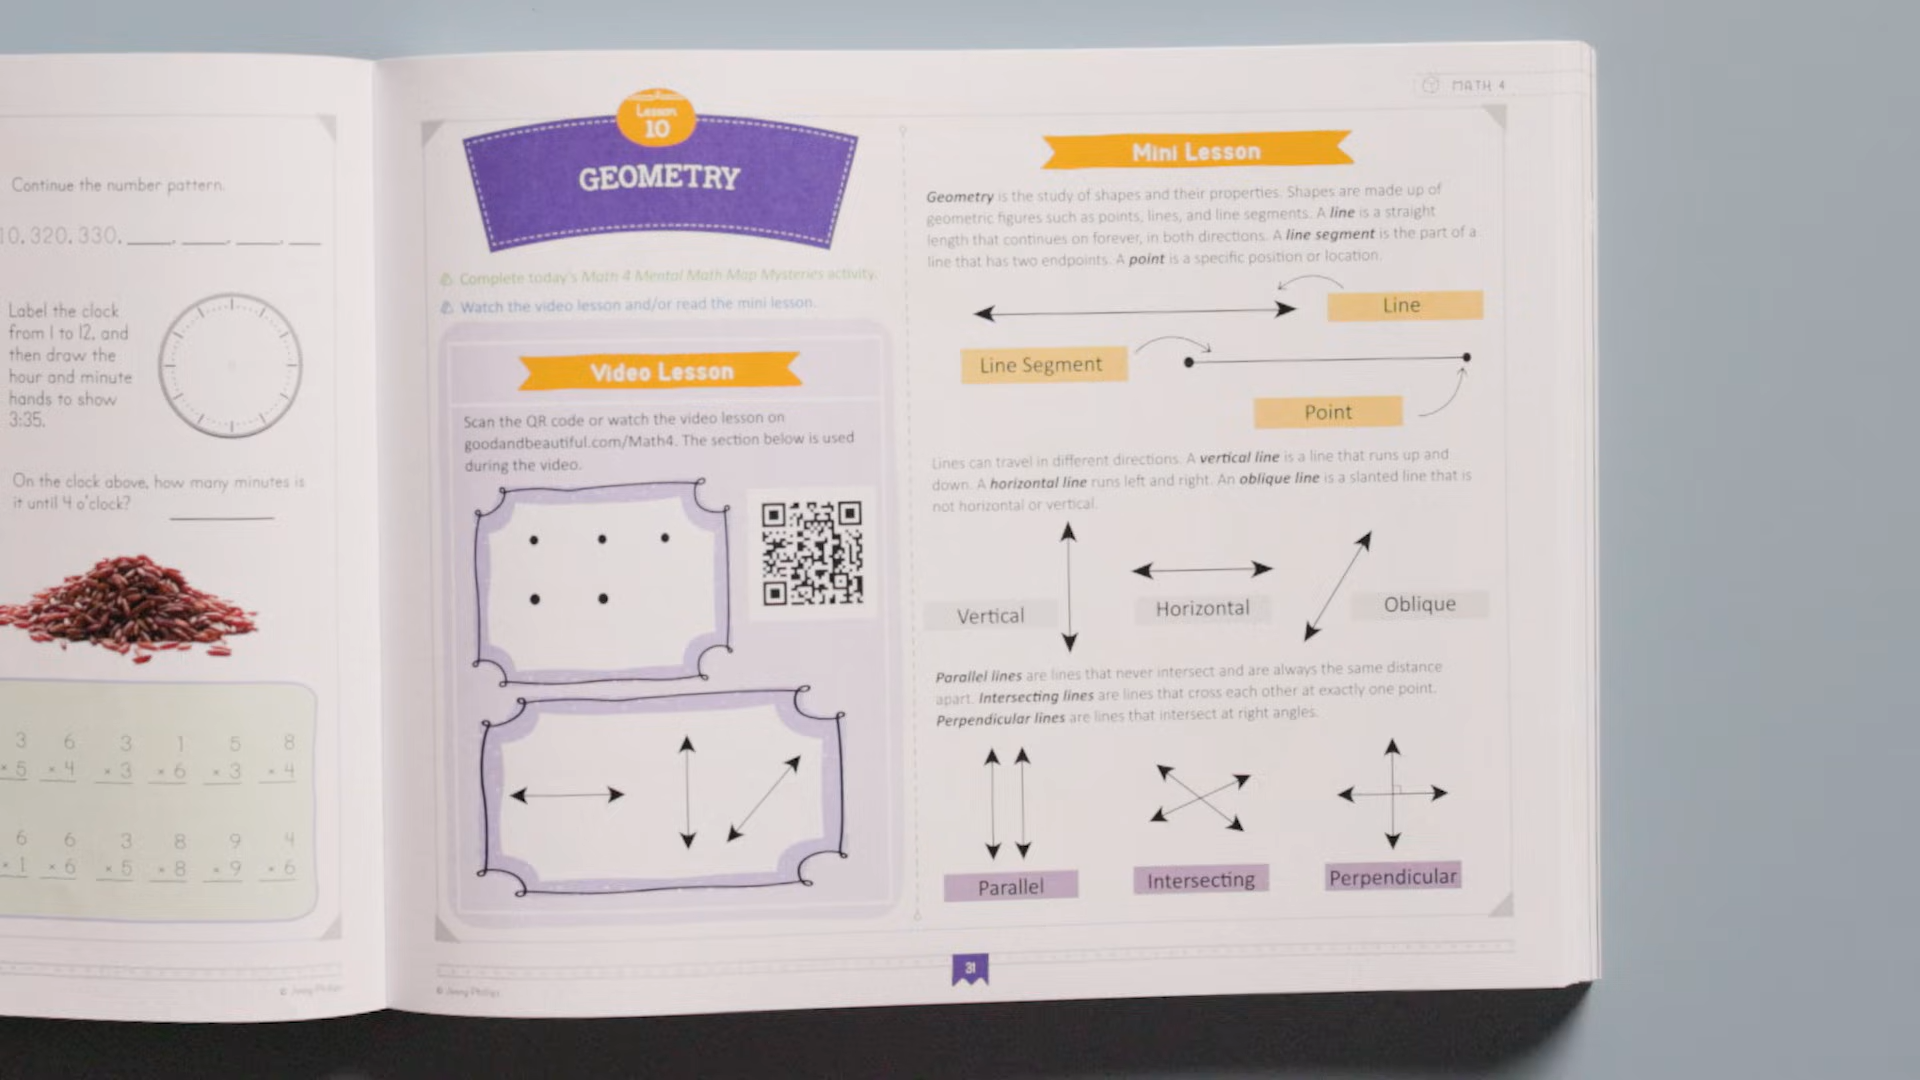 Continue the number pattern.
10, 320, 330,
Label the clock
from 1 to 12, and
then draw the
hour and minute
hands to show
3:35.
On the clock above, how many minutes is
it until 4 o'clock?
3 6 3 1 5 8
× 5 × 4 × 3 × 6 × 3 × 4
6 6 3 8 9 4
× 1 × 6 × 5 × 8 × 9 × 6
© Jenny Phillips
Lesson
10
GEOMETRY
Complete today's Math 4 Mental Math Map Mysteries activity.
Watch the video lesson and/or read the mini lesson.
Video Lesson
Scan the QR code or watch the video lesson on
goodandbeautiful.com/Math4. The section below is used
during the video.
© Jenny Phillips
MATH 4
Mini Lesson
Geometry is the study of shapes and their properties. Shapes are made up of
geometric figures such as points, lines, and line segments. A line is a straight
length that continues on forever, in both directions. A line segment is the part of a
line that has two endpoints. A point is a specific position or location.
Line
Line Segment
Point
Lines can travel in different directions. A vertical line is a line that runs up and
down. A horizontal line runs left and right. An oblique line is a slanted line that is
not horizontal or vertical.
Vertical
Horizontal
Oblique
Parallel lines are lines that never intersect and are always the same distance
apart. Intersecting lines are lines that cross each other at exactly one point.
Perpendicular lines are lines that intersect at right angles.
Parallel
Intersecting
Perpendicular
31